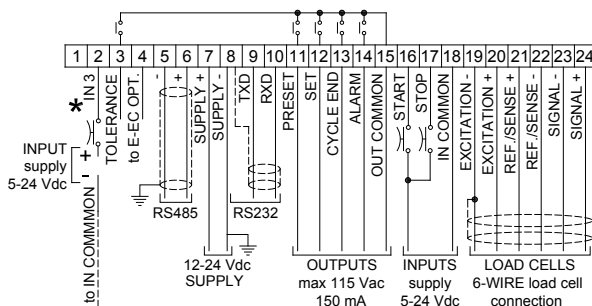 1 2 3 4 5 6 7 8 9 10 11 12 13 14 15 16 17 18 19 20 21 22 23 24
*
IN 3
TOLERANCE
to E-EC OPT.
-
+
SUPPLY +
SUPPLY -
TXD
RXD
PRESET
SET
CYCLE END
ALARM
OUT COMMON
START
STOP
IN COMMON
EXCITATION -
EXCITATION +
REF./SENSE +
REF./SENSE -
SIGNAL -
SIGNAL +
INPUT
supply
5-24 Vdc
+
-
to IN COMMMON
RS485
RS232
12-24 Vdc
SUPPLY
OUTPUTS
max 115 Vac
150 mA
INPUTS
supply
5-24 Vdc
LOAD CELLS
6-WIRE load cell
connection